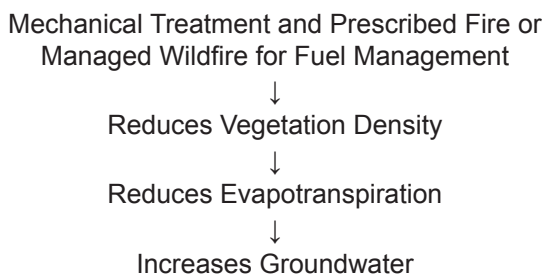 Mechanical Treatment and Prescribed Fire or
Managed Wildfire for Fuel Management
↓
Reduces Vegetation Density
↓
Reduces Evapotranspiration
↓
Increases Groundwater